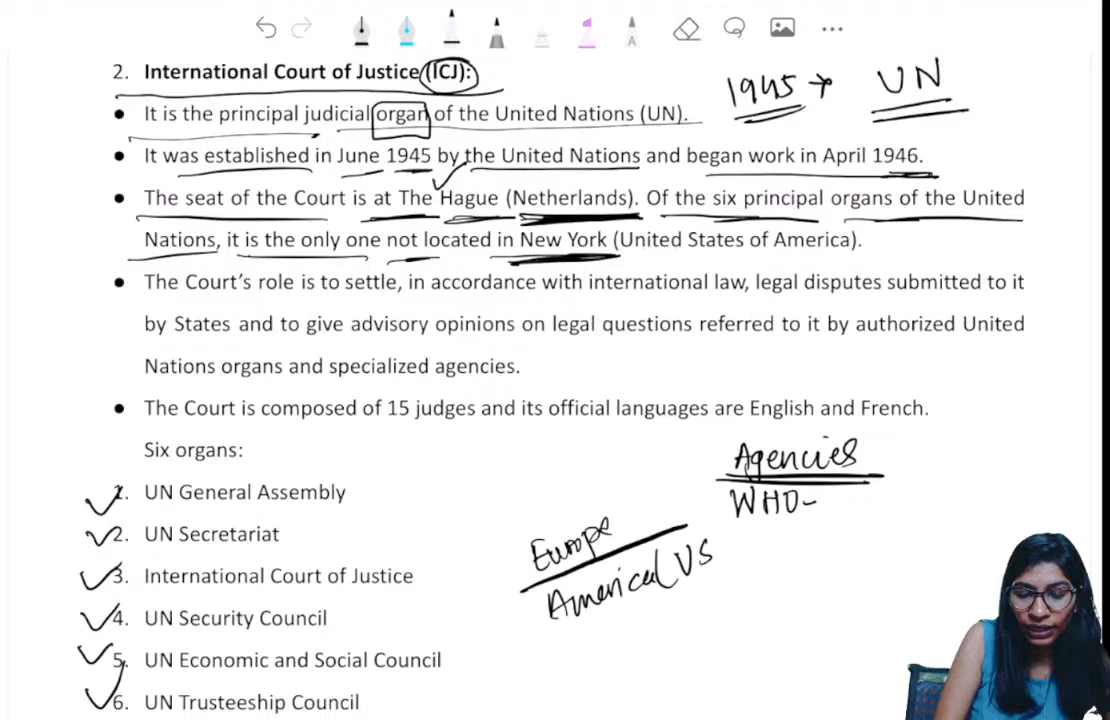 2. International Court of Justice (ICJ):
1945 → UN
● It is the principal judicial organ of the United Nations (UN).
● It was established in June 1945 by the United Nations and began work in April 1946.
● The seat of the Court is at The Hague (Netherlands). Of the six principal organs of the United
Nations, it is the only one not located in New York (United States of America).
● The Court's role is to settle, in accordance with international law, legal disputes submitted to it
by States and to give advisory opinions on legal questions referred to it by authorized United
Nations organs and specialized agencies.
● The Court is composed of 15 judges and its official languages are English and French.
Six organs:
Agencies
WHO-
1. UN General Assembly
2. UN Secretariat
Europe
3. International Court of Justice
US
4. UN Security Council
5. UN Economic and Social Council
6. UN Trusteeship Council